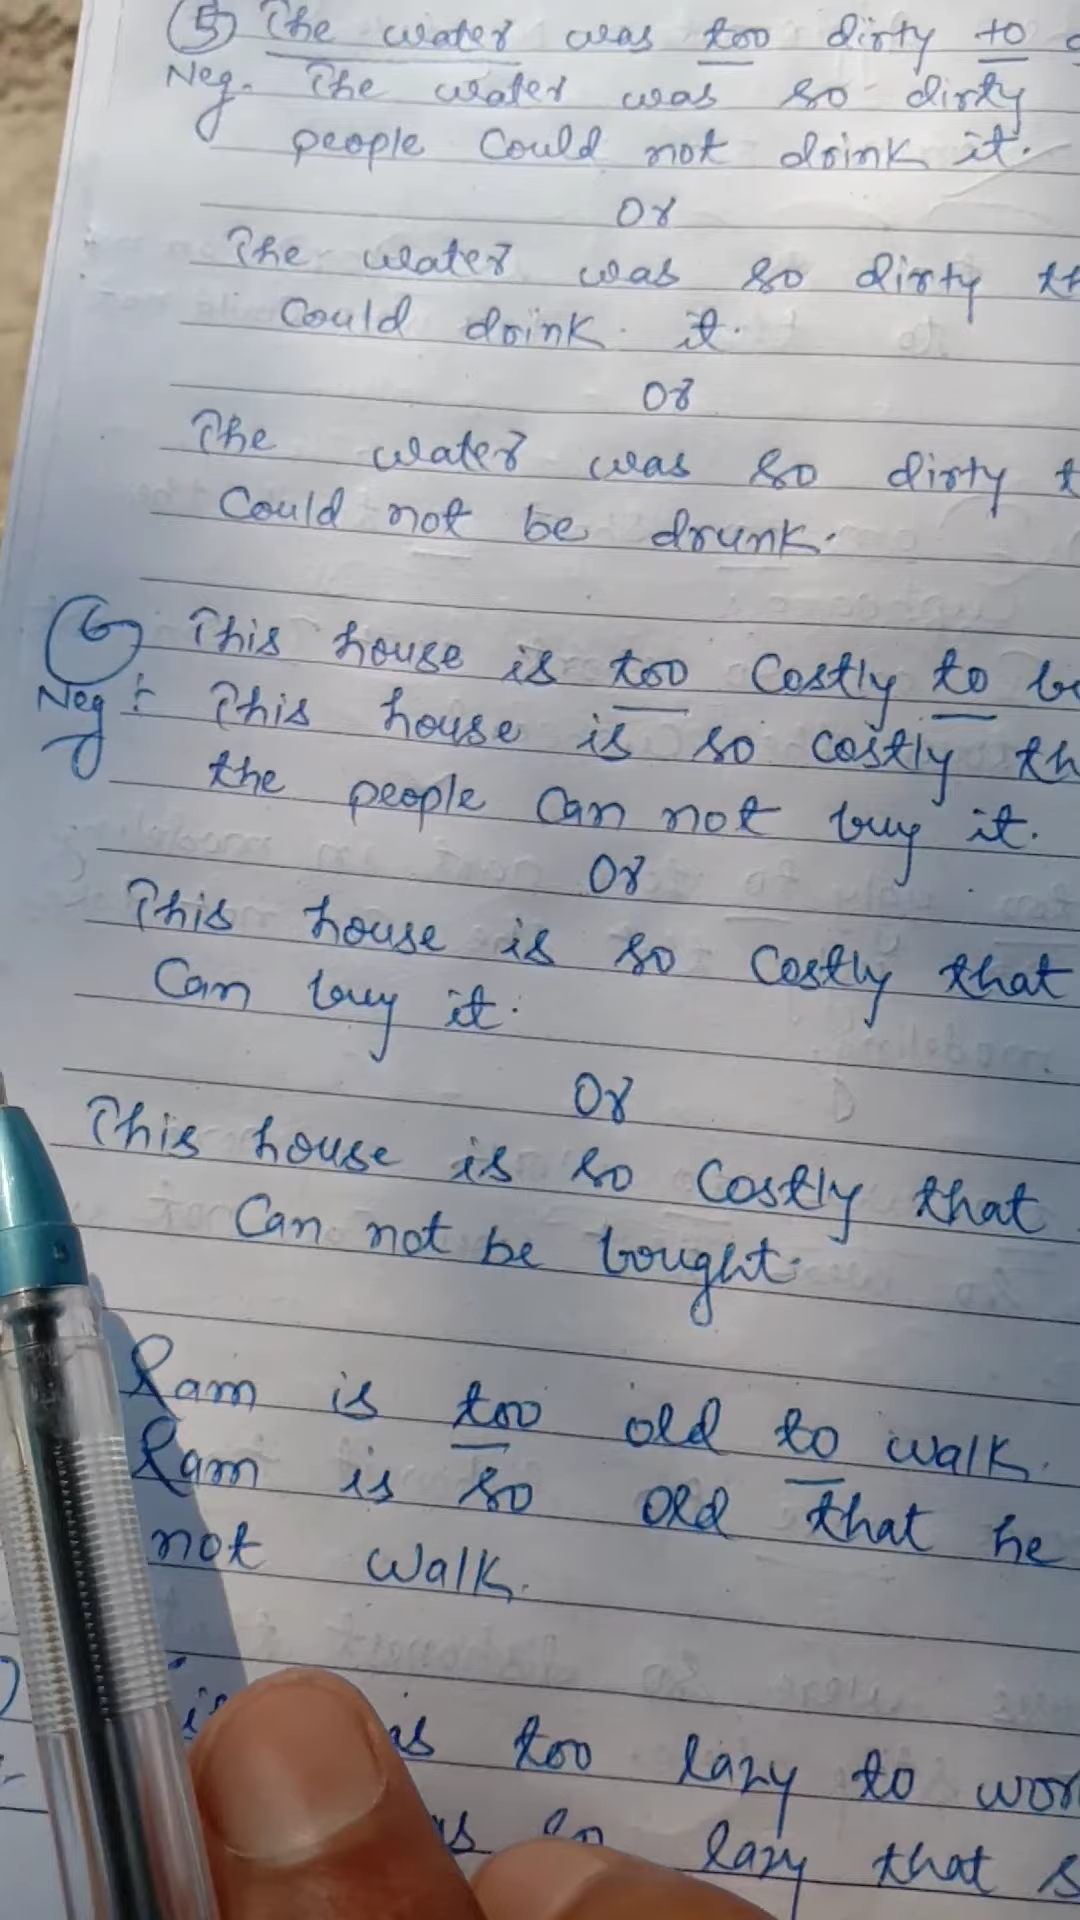 5 The water was too dirty to
Neg. The water was so dirty
people could not drink it.
Or
The water was so dirty th
could drink it.
Or
The water was so dirty t
could not be drunk.
6 This house is too costly to b
Neg :- This house is so costly th
the people can not buy it.
Or
This house is so costly that
can buy it.
Or
This house is so costly that
can not be bought.
Ram is too old to walk.
Ram is so old that he
not walk.
is too lazy to wor
so lazy that s